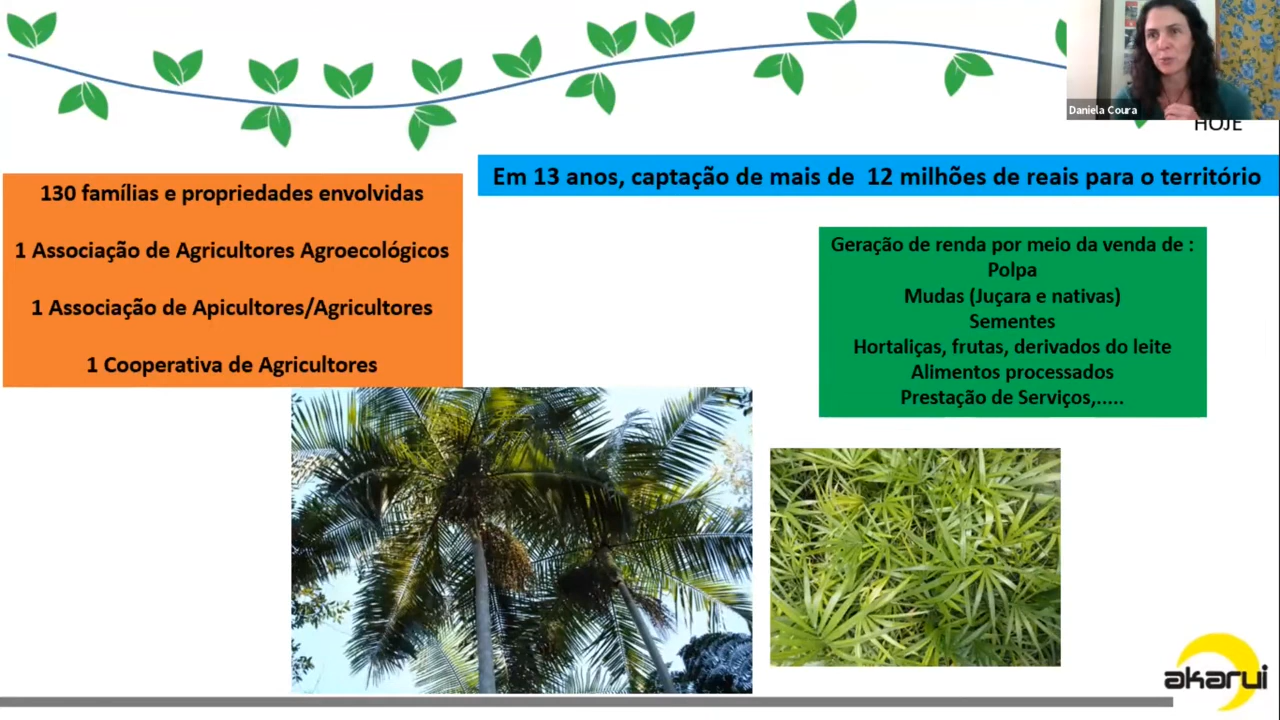 Daniela Coura
HOJE
Em 13 anos, captação de mais de 12 milhões de reais para o território
130 famílias e propriedades envolvidas
1 Associação de Agricultores Agroecológicos
1 Associação de Apicultores/Agricultores
1 Cooperativa de Agricultores
Geração de renda por meio da venda de :
Polpa
Mudas (Juçara e nativas)
Sementes
Hortaliças, frutas, derivados do leite
Alimentos processados
Prestação de Serviços,.....
akarui